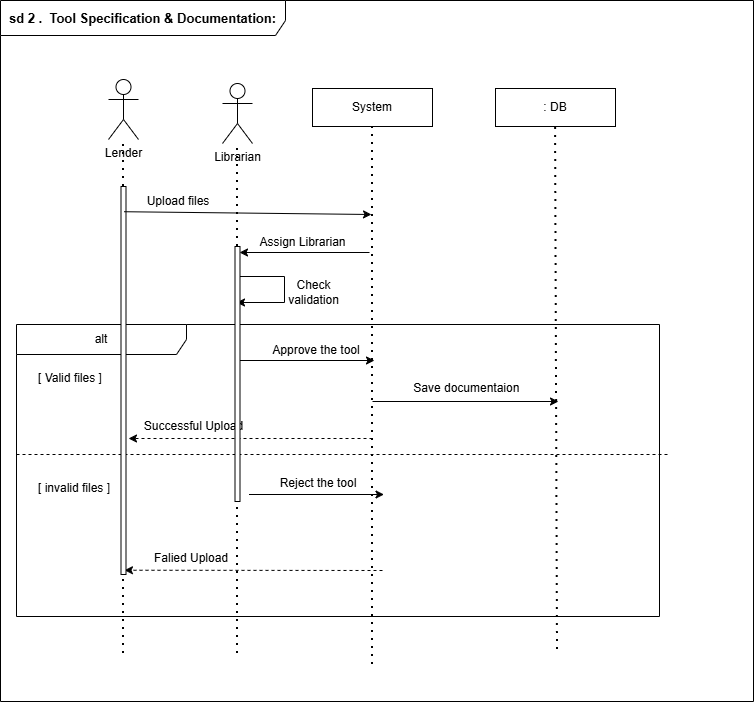 sd 2 .  Tool Specification & Documentation:
Lender
Librarian
System
: DB
Upload files
Assign Librarian
Check
validation
alt
Approve the tool
[ Valid files ]
Save documentaion
Successful Upload
[ invalid files ]
Reject the tool
Falied Upload